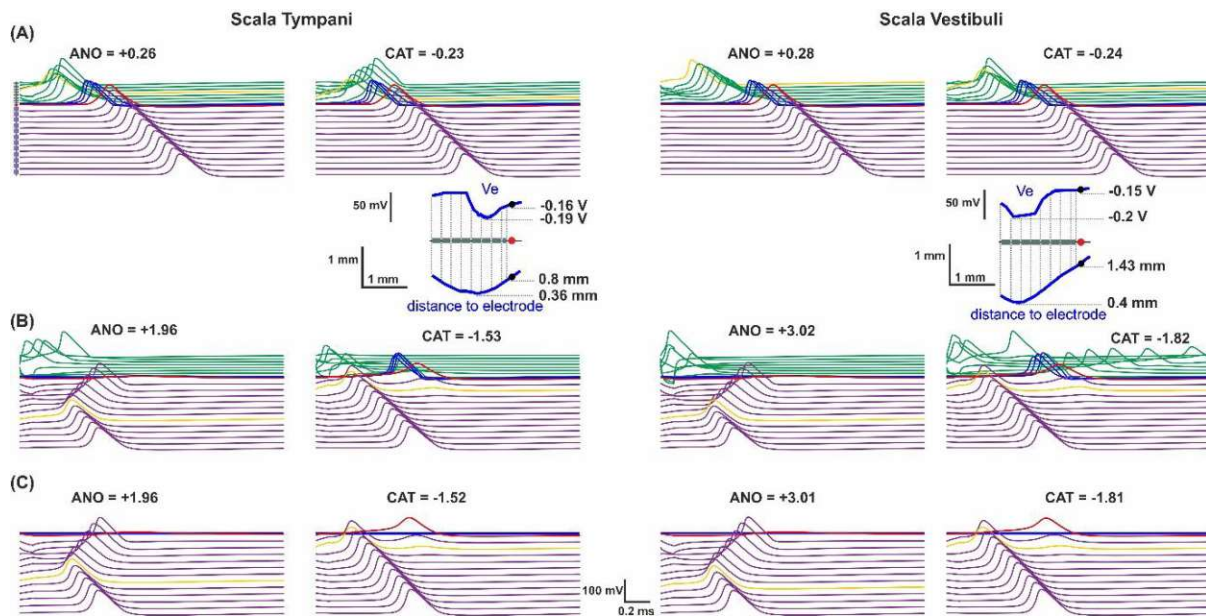 Scala Tympani
Scala Vestibuli
(A)
ANO = +0.26
CAT = -0.23
ANO = +0.28
CAT = -0.24
50 mV
Ve
-0.16 V
-0.19 V
1 mm
1 mm
0.8 mm
0.36 mm
distance to electrode
50 mV
Ve
-0.15 V
-0.2 V
1 mm
1 mm
1.43 mm
0.4 mm
distance to electrode
(B)
ANO = +1.96
CAT = -1.53
ANO = +3.02
CAT = -1.82
(C)
ANO = +1.96
CAT = -1.52
ANO = +3.01
CAT = -1.81
100 mV
0.2 ms